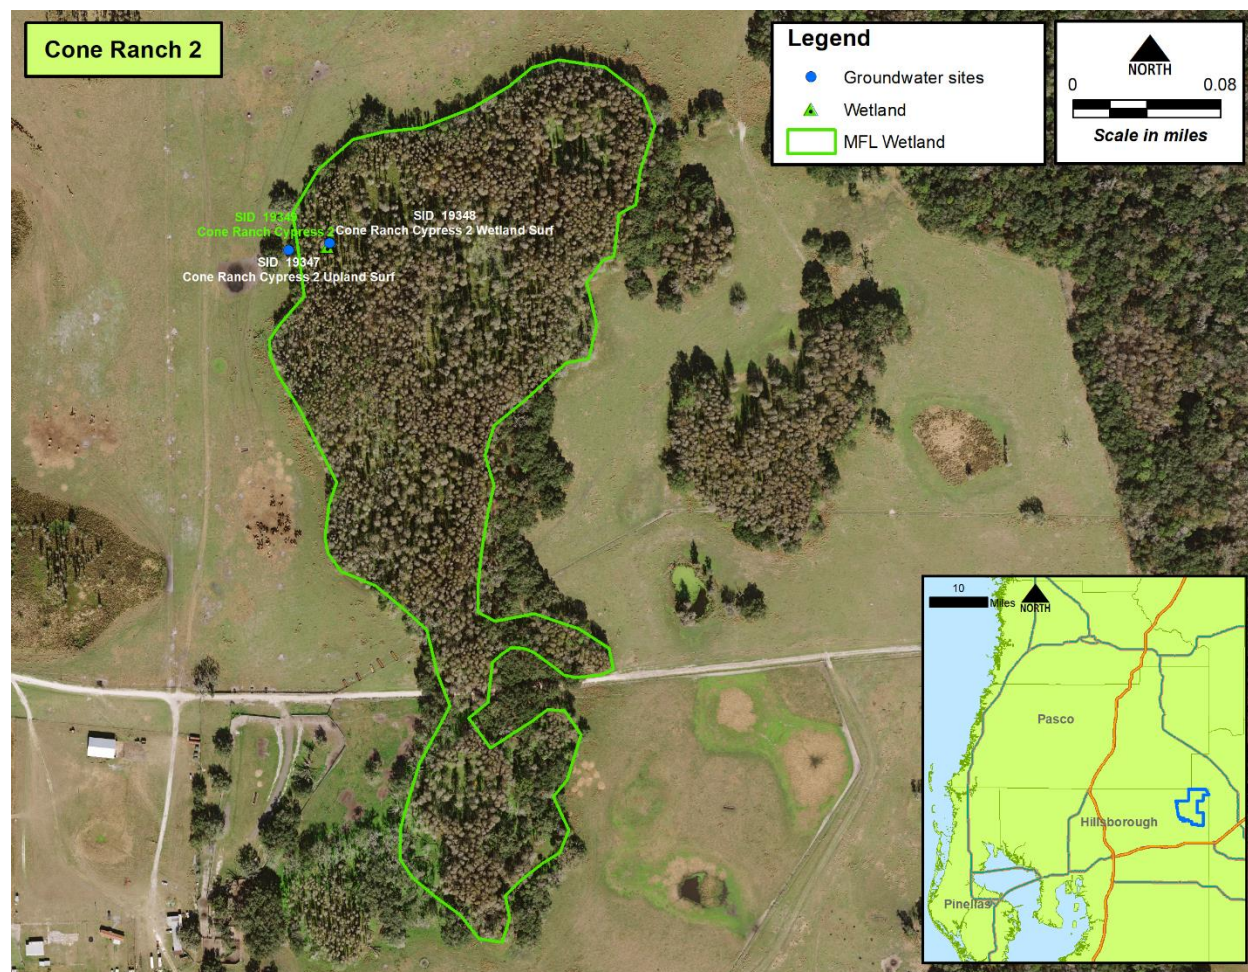 Cone Ranch 2
Legend
Groundwater sites
Wetland
MFL Wetland
NORTH
0 0.08
Scale in miles
SID 19349
Cone Ranch Cypress 2
SID 19348
Cone Ranch Cypress 2 Wetland Surf
SID 19347
Cone Ranch Cypress 2 Upland Surf
10
Miles
NORTH
Pasco
Hillsborough
Pinellas